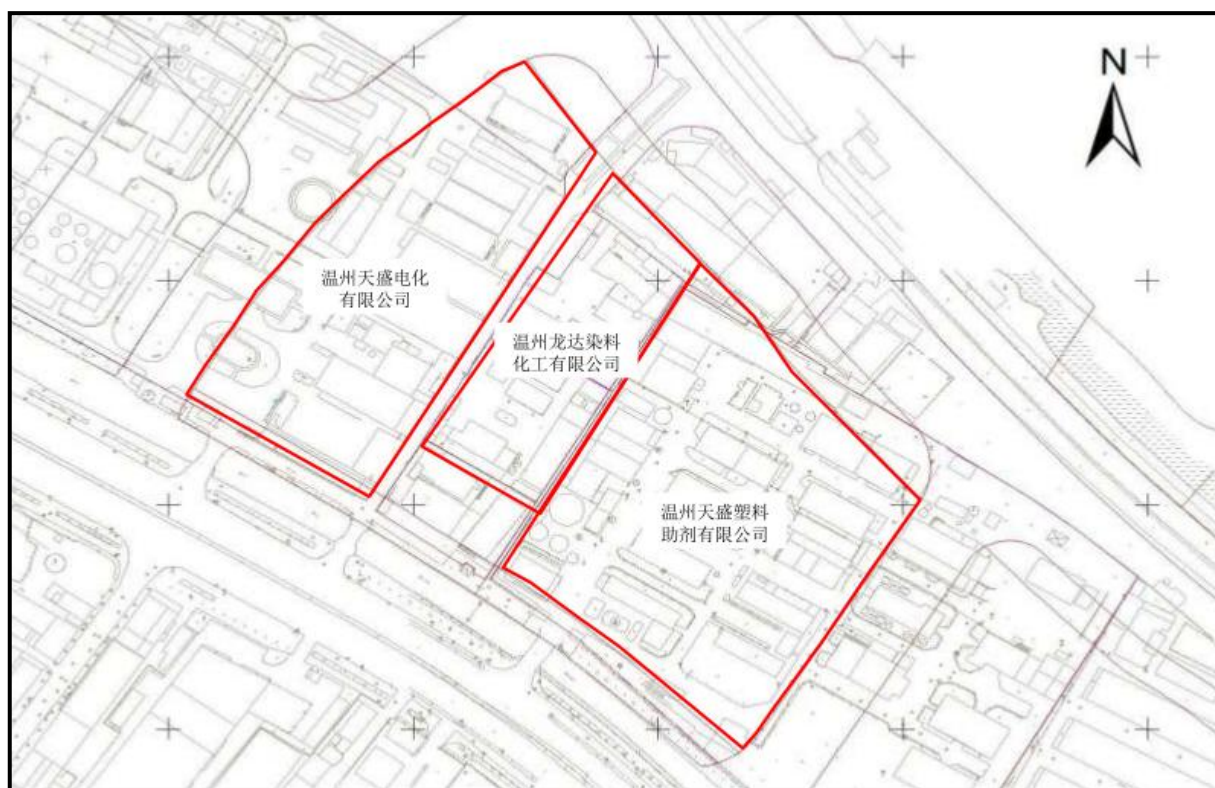 N
温州天盛电化
有限公司
温州龙达染料
化工有限公司
温州天盛塑料
助剂有限公司